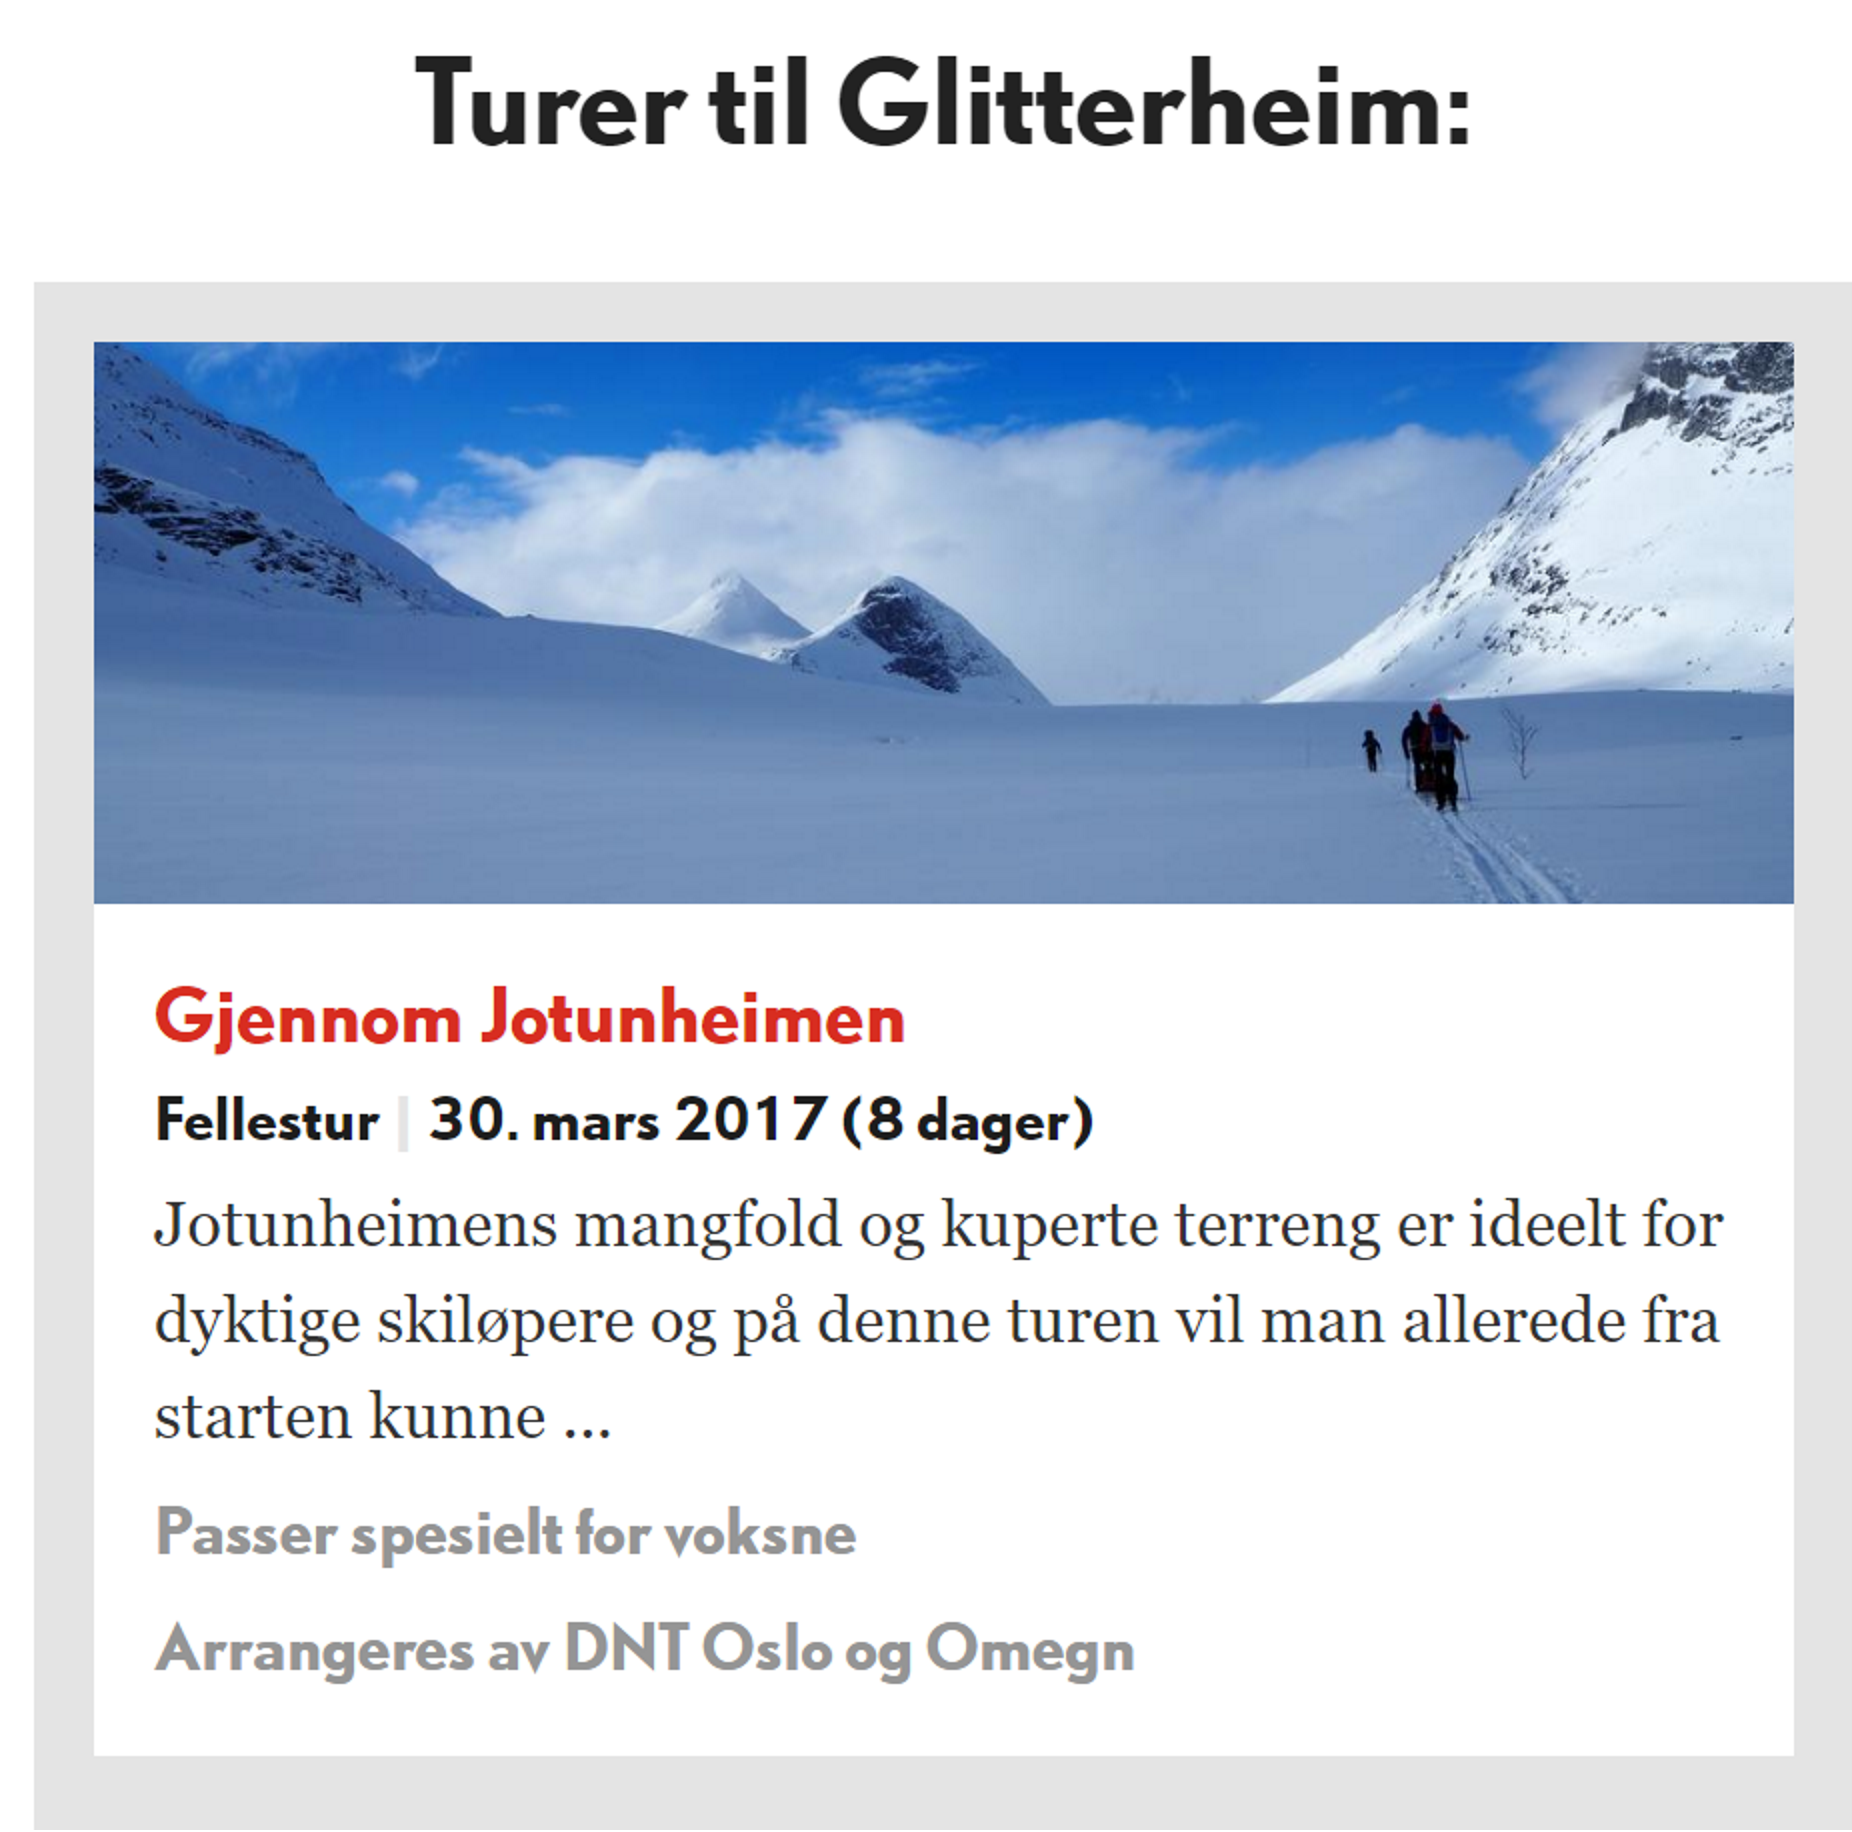 Turer til Glitterheim:
Gjennom Jotunheimen
Fellestur | 30. mars 2017 (8 dager)
Jotunheimens mangfold og kuperte terreng er ideelt for
dyktige skiløpere og på denne turen vil man allerede fra
starten kunne ...
Passer spesielt for voksne
Arrangeres av DNT Oslo og Omegn